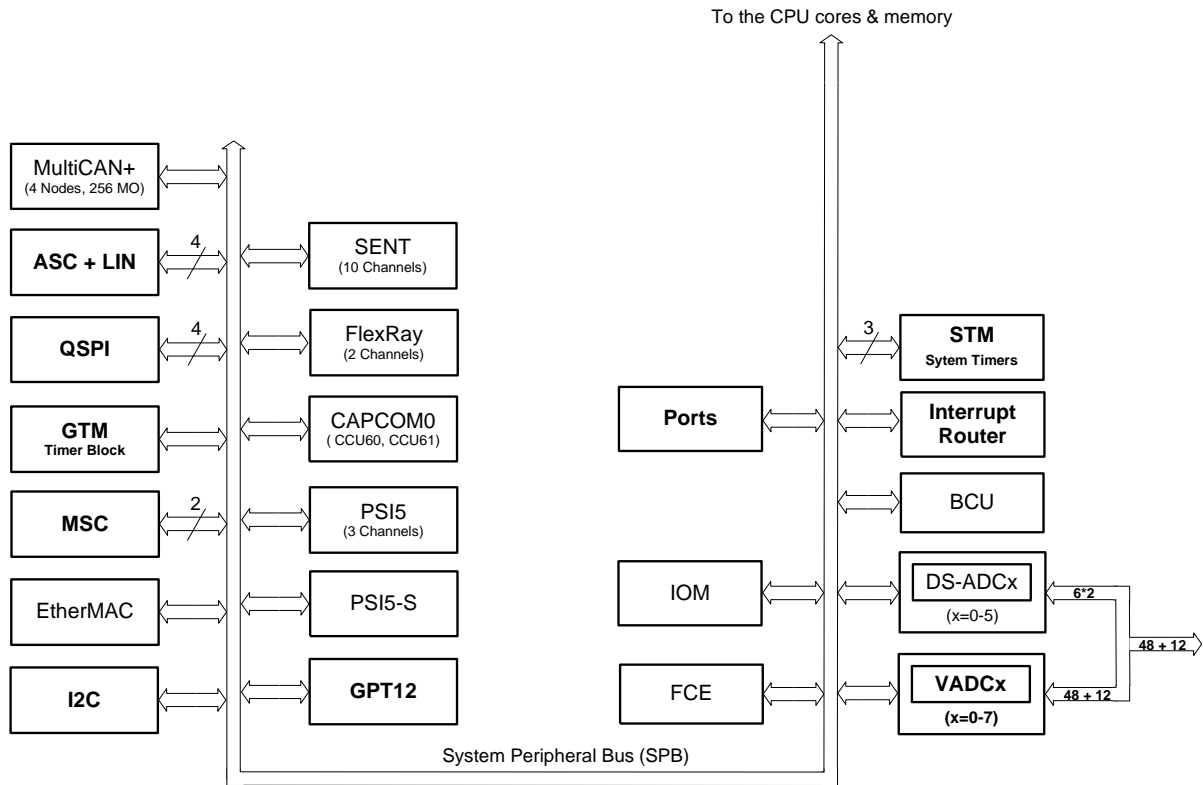 To the CPU cores & memory
MultiCAN+
(4 Nodes, 256 MO)
ASC + LIN
4
QSPI
4
GTM
Timer Block
MSC
2
EtherMAC
I2C
SENT
(10 Channels)
FlexRay
(2 Channels)
CAPCOM0
( CCU60, CCU61)
PSI5
(3 Channels)
PSI5-S
GPT12
Ports
IOM
FCE
3
STM
Sytem Timers
Interrupt
Router
BCU
DS-ADCx
(x=0-5)
6*2
48 + 12
VADCx
(x=0-7)
48 + 12
System Peripheral Bus (SPB)